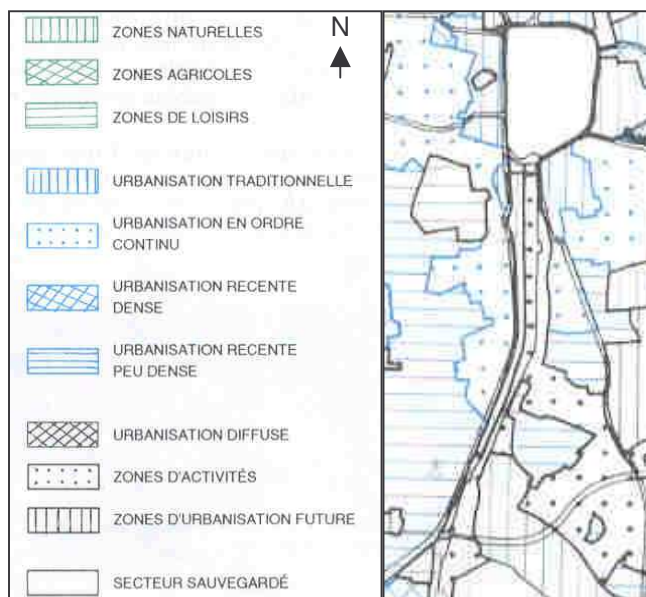 ZONES NATURELLES
N
ZONES AGRICOLES
ZONES DE LOISIRS
URBANISATION TRADITIONNELLE
URBANISATION EN ORDRE
CONTINU
URBANISATION RECENTE
DENSE
URBANISATION RECENTE
PEU DENSE
URBANISATION DIFFUSE
ZONES D'ACTIVITÉS
ZONES D'URBANISATION FUTURE
SECTEUR SAUVEGARDÉ